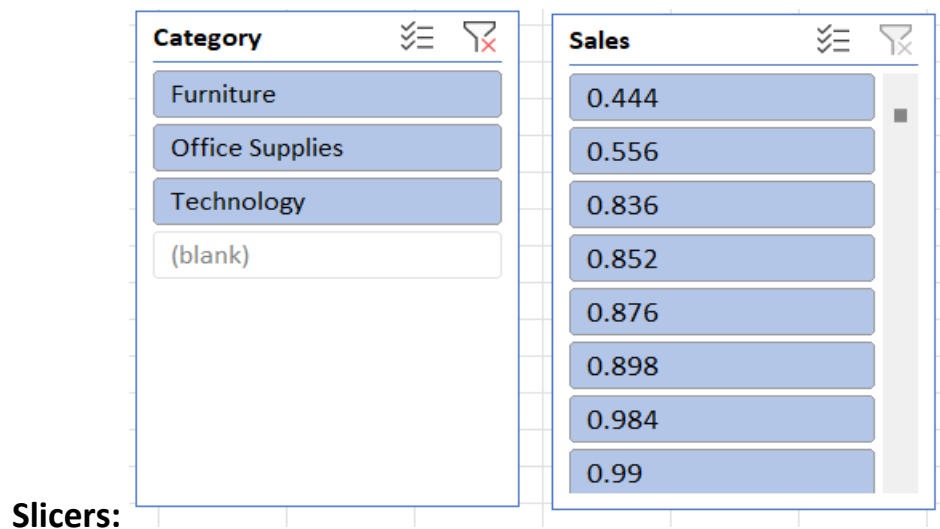 Category
Furniture
Office Supplies
Technology
(blank)
Sales
0.444
0.556
0.836
0.852
0.876
0.898
0.984
0.99
Slicers: